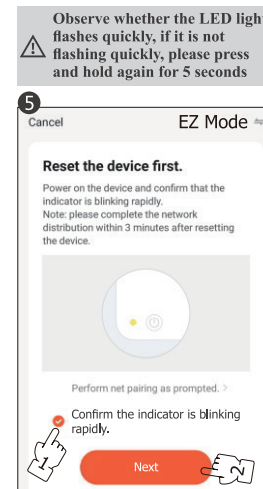 Observe whether the LED light
flashes quickly, if it is not
flashing quickly, please press
and hold again for 5 seconds
5
Cancel
EZ Mode
Reset the device first.
Power on the device and confirm that the
indicator is blinking rapidly.
Note: please complete the network
distribution within 3 minutes after resetting
the device.
Perform net pairing as prompted. >
Confirm the indicator is blinking
rapidly.
1
Next
2